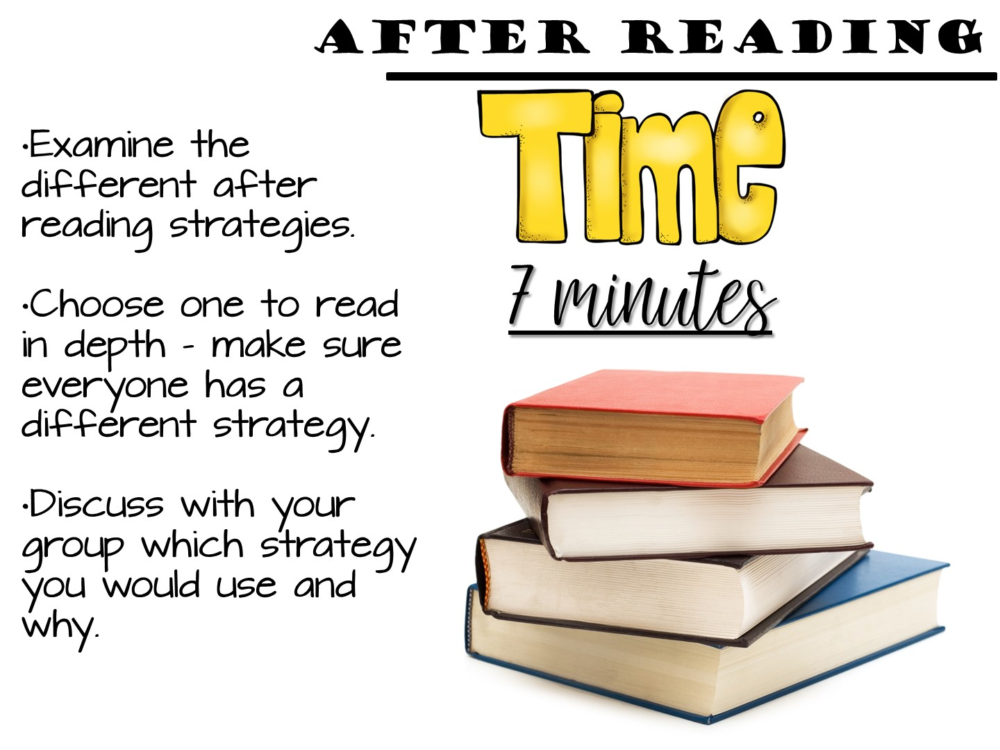 AFTER READING
Time
7 minutes
•Examine the
different after
reading strategies.
•Choose one to read
in depth - make sure
everyone has a
different strategy.
•Discuss with your
group which strategy
you would use and
why.